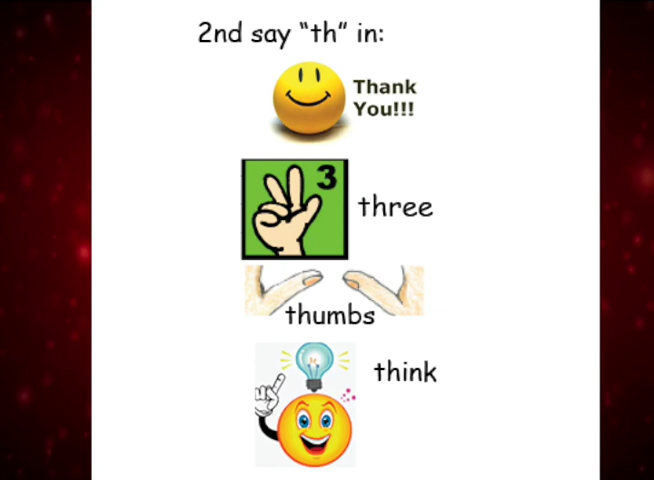 2nd say “th” in:
Thank
You!!!
3
three
thumbs
think